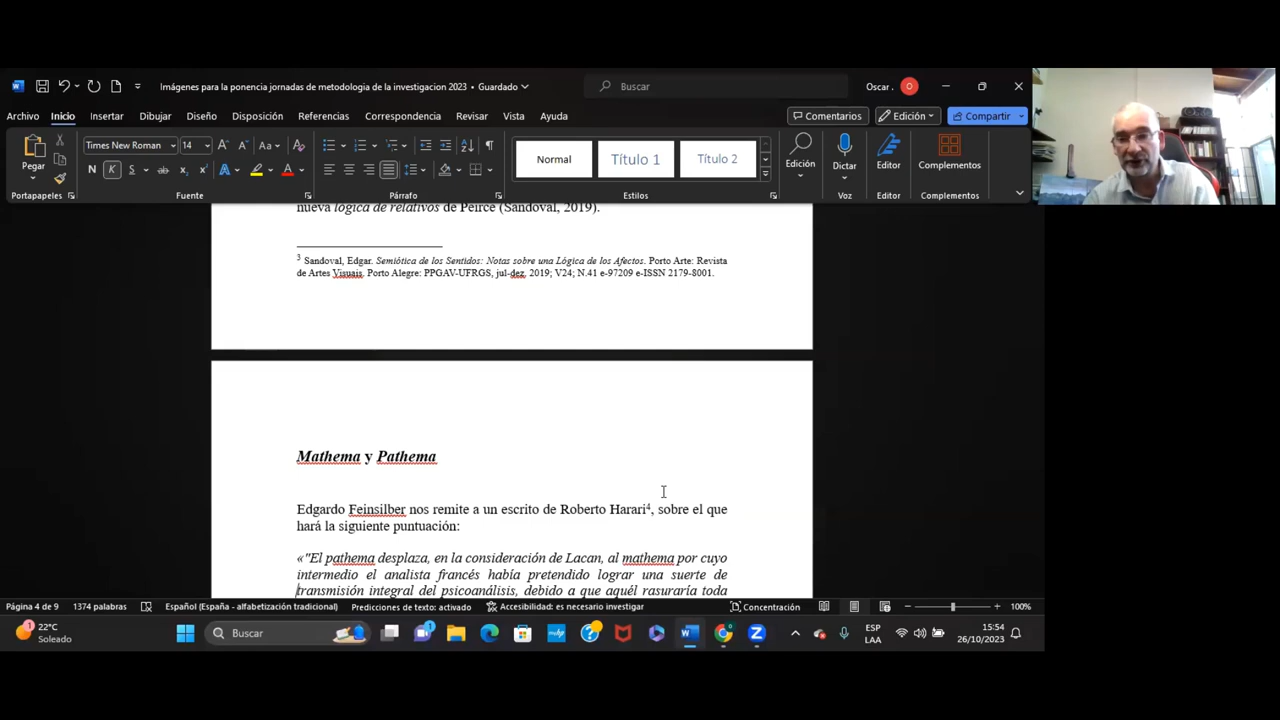 Imágenes para la ponencia jornadas de metodologia de la investigacion 2023 • Guardado
Buscar
Oscar . O
Archivo Inicio Insertar Dibujar Diseño Disposición Referencias Correspondencia Revisar Vista Ayuda
Comentarios Edición Compartir
Pegar
Times New Roman 14
Normal
Título 1
Título 2
Edición
Dictar
Editor
Complementos
Portapapeles Fuente Párrafo Estilos Voz Editor Complementos
nueva lógica de relativos de Peirce (Sandoval, 2019).
3 Sandoval, Edgar. Semiótica de los Sentidos: Notas sobre una Lógica de los Afectos. Porto Arte: Revista
de Artes Visuais. Porto Alegre: PPGAV-UFRGS, jul-dez, 2019; V24; N.41 e-97209 e-ISSN 2179-8001.
Mathema y Pathema
Edgardo Feinsilber nos remite a un escrito de Roberto Harari4, sobre el que
hará la siguiente puntuación:
«"El pathema desplaza, en la consideración de Lacan, al mathema por cuyo
intermedio el analista francés había pretendido lograr una suerte de
transmisión integral del psicoanálisis, debido a que aquél rasuraría toda
Página 4 de 9 1374 palabras Español (España - alfabetización tradicional) Predicciones de texto: activado Accesibilidad: es necesario investigar Concentración 100%
22°C
Soleado
Buscar
ESP
LAA
15:54
26/10/2023